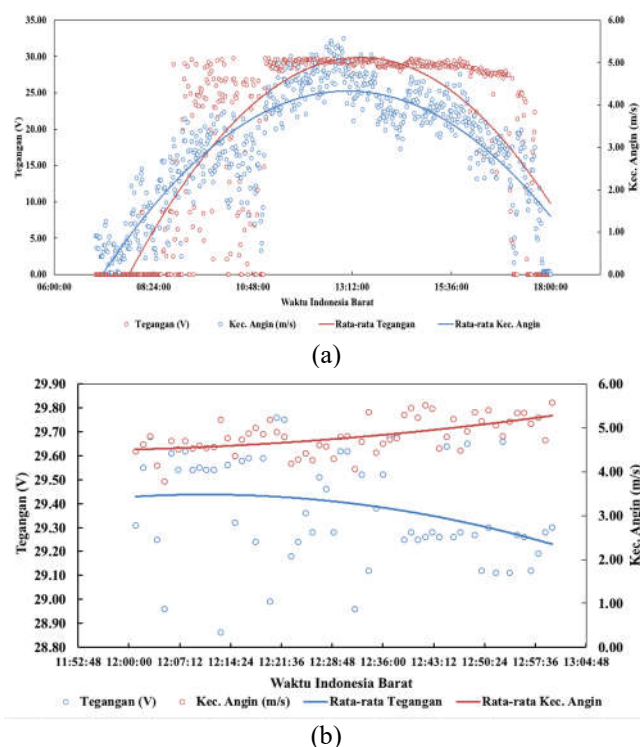 35.00 6.00
30.00 5.00
25.00
4.00
20.00
3.00
15.00
2.00
10.00
5.00 1.00
0.00 0.00
Tegangan (V)
Kec. Angin (m/s)
06:00:00 08:24:00 10:48:00 13:12:00 15:36:00 18:00:00
Waktu Indonesia Barat
Tegangan (V) Kec. Angin (m/s) Rata-rata Tegangan Rata-rata Kec. Angin
(a)
29.90 6.00
29.80
29.70 5.00
29.60
4.00
29.50
29.40
3.00
29.30
29.20 2.00
29.10
29.00 1.00
28.90
28.80 0.00
Tegangan (V)
Kec. Angin (m/s)
11:52:48 12:00:00 12:07:12 12:14:24 12:21:36 12:28:48 12:36:00 12:43:12 12:50:24 12:57:36 13:04:48
Waktu Indonesia Barat
Tegangan (V) Kec. Angin (m/s) Rata-rata Tegangan Rata-rata Kec. Angin
(b)